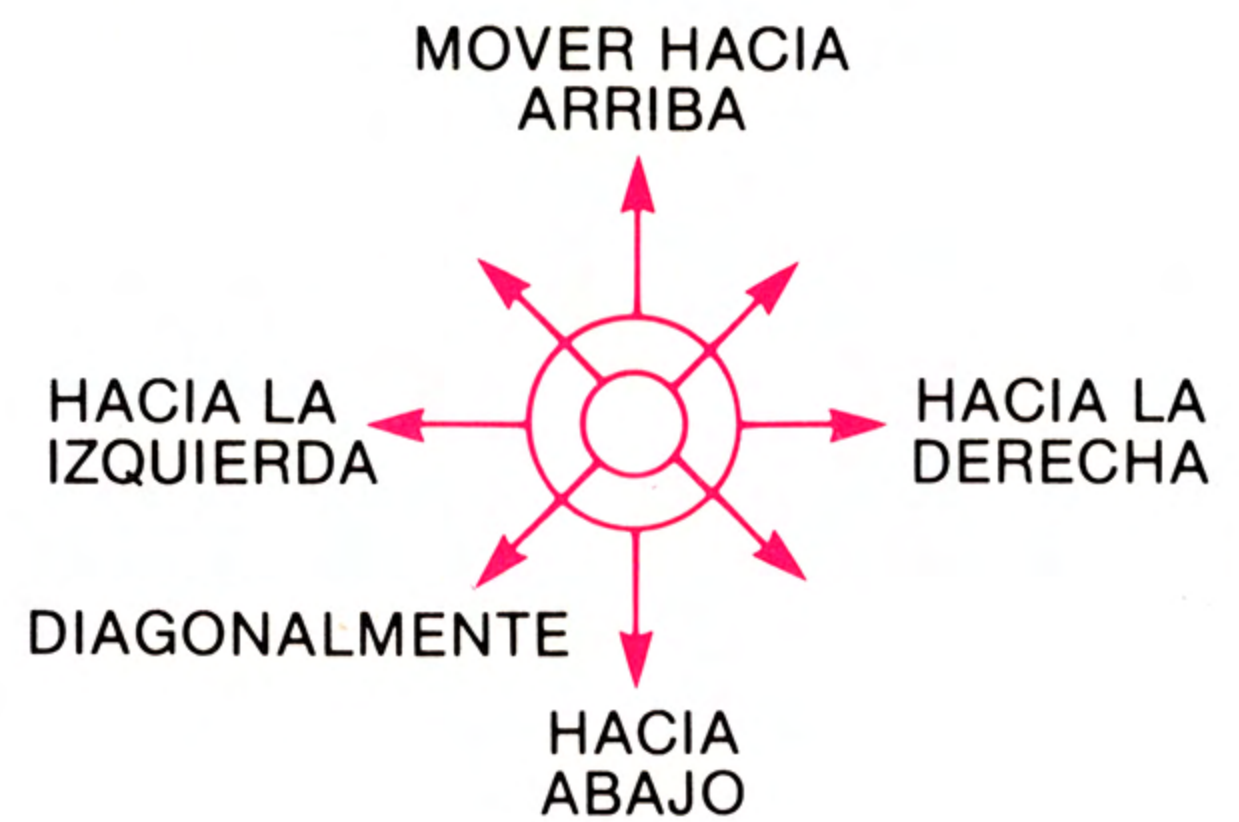 MOVER HACIA
ARRIBA
HACIA LA
IZQUIERDA
HACIA LA
DERECHA
DIAGONALMENTE
HACIA
ABAJO